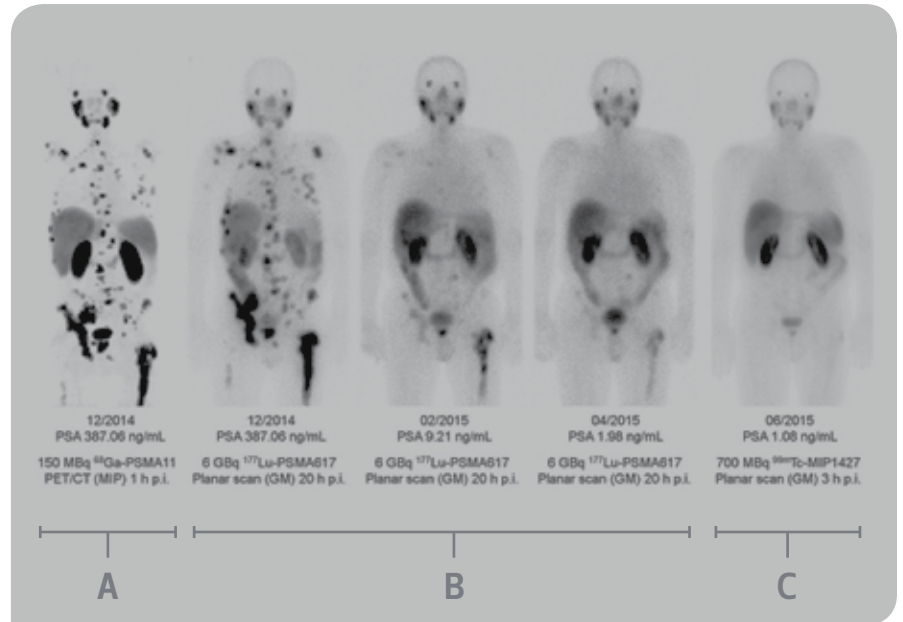 12/2014
PSA 387.06 ng/mL
150 MBq ⁶⁸Ga-PSMA11
PET/CT (MIP) 1 h p.i.
12/2014
PSA 387.06 ng/mL
6 GBq ¹⁷⁷Lu-PSMA617
Planar scan (GM) 20 h p.i.
02/2015
PSA 9.21 ng/mL
6 GBq ¹⁷⁷Lu-PSMA617
Planar scan (GM) 20 h p.i.
04/2015
PSA 1.98 ng/mL
6 GBq ¹⁷⁷Lu-PSMA617
Planar scan (GM) 20 h p.i.
06/2015
PSA 1.08 ng/mL
700 MBq ⁹⁹ᵐTc-MIP1427
Planar scan (GM) 3 h p.i.
A
B
C